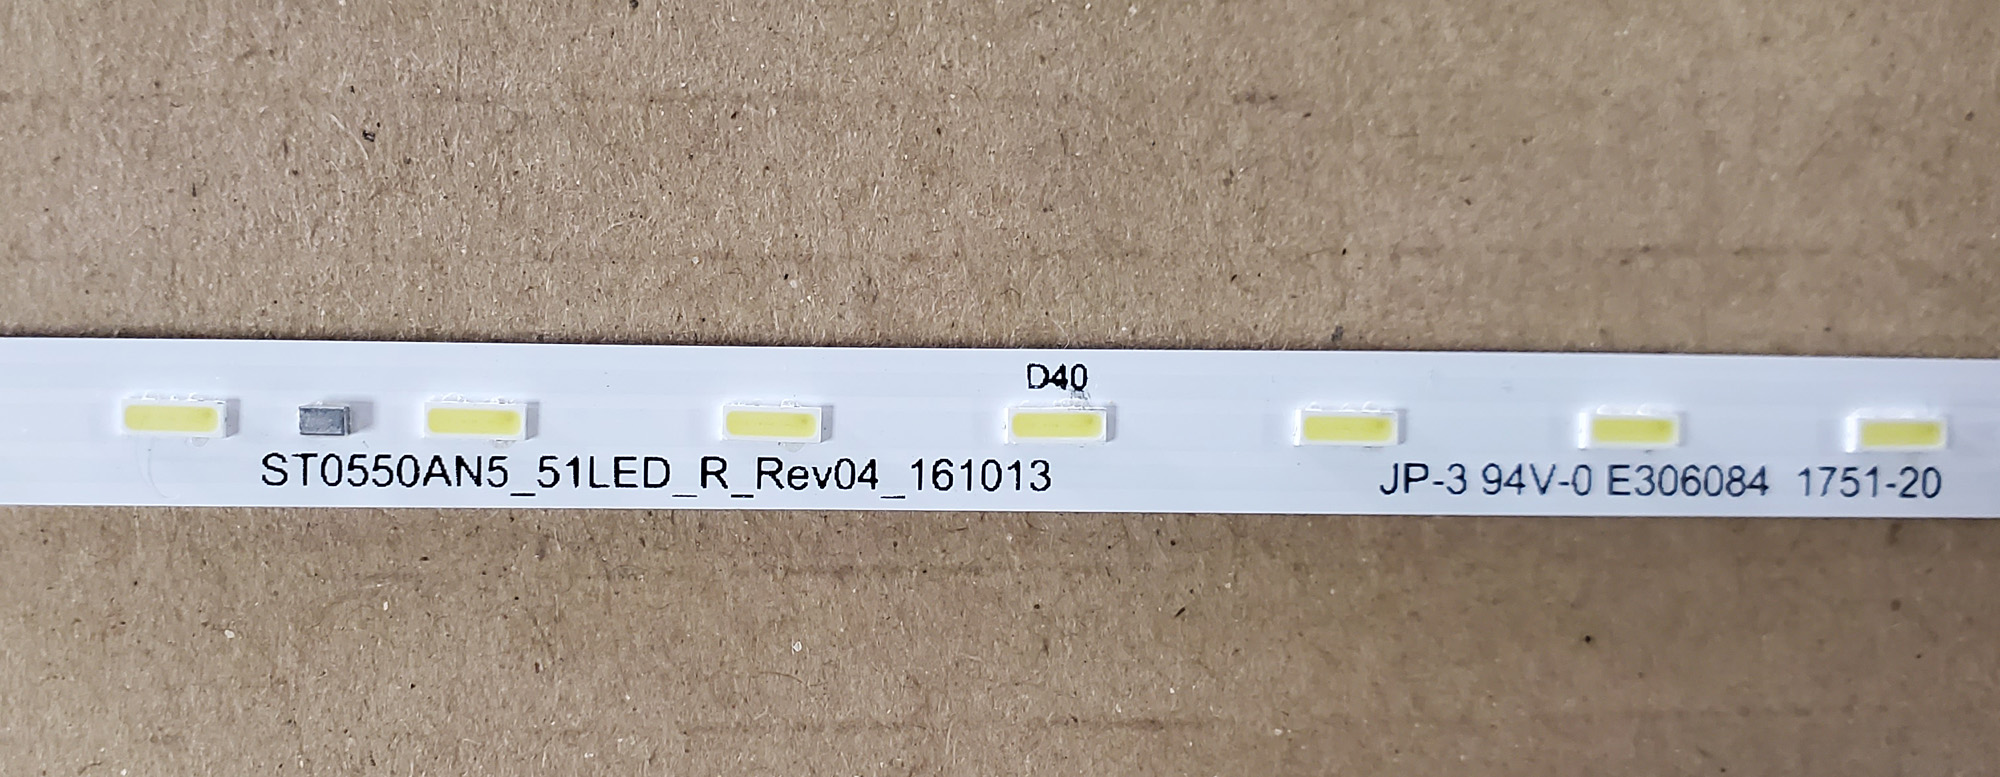 D40
ST0550AN5_51LED_R_Rev04_161013
JP-3 94V-0 E306084 1751-20